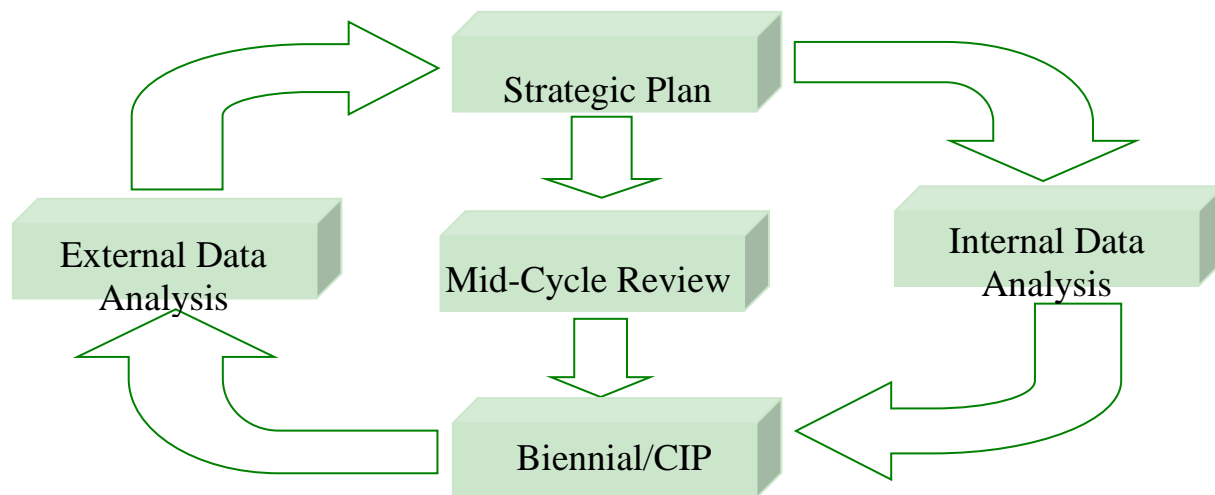 Strategic Plan
External Data
Analysis
Mid-Cycle Review
Internal Data
Analysis
Biennial/CIP